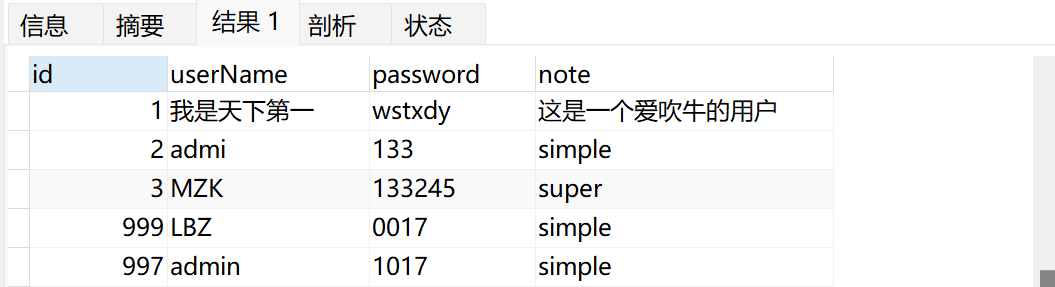 信息 摘要 结果 1 剖析 状态
id userName password note
1 我是天下第一 wstxdy 这是一个爱吹牛的用户
2 admi 133 simple
3 MZK 133245 super
999 LBZ 0017 simple
997 admin 1017 simple